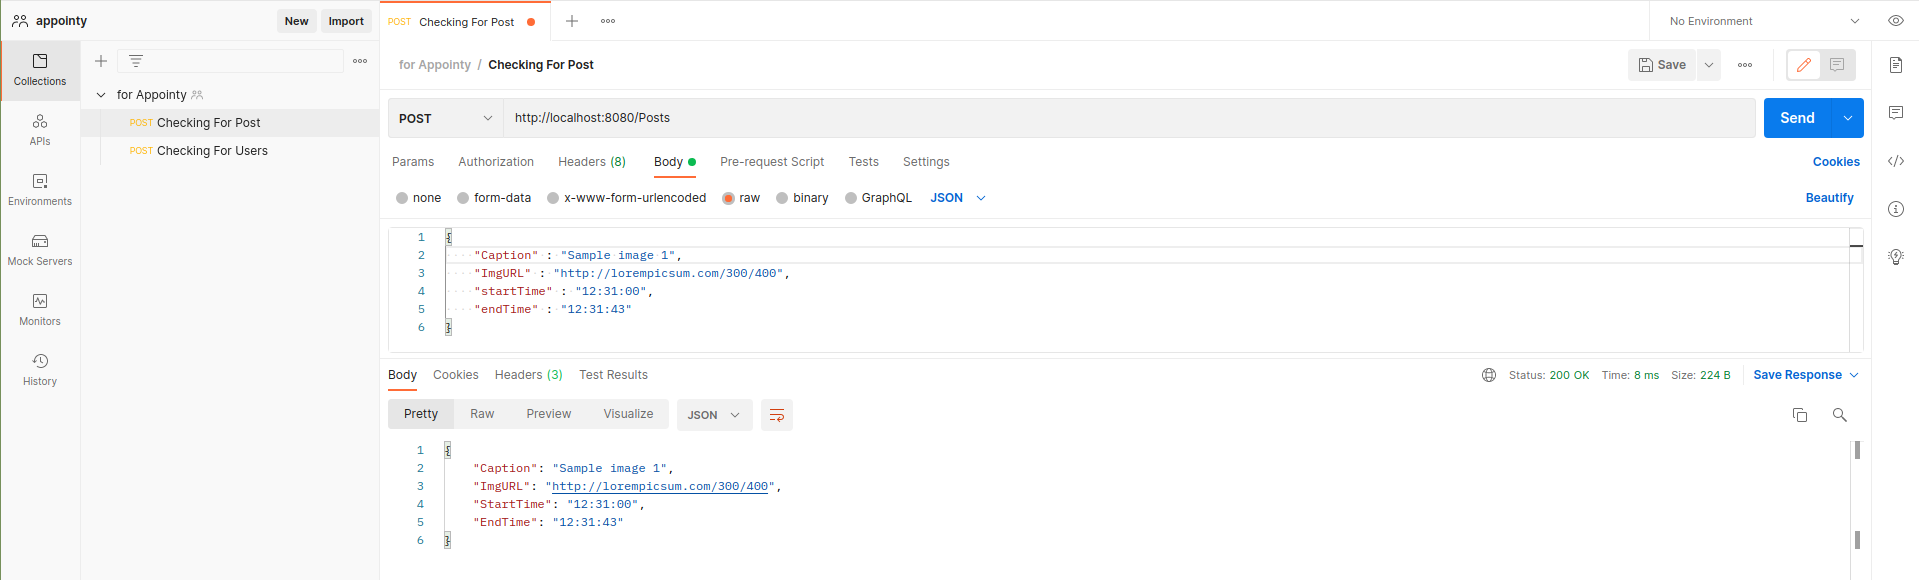 appointy
New
Import
POST Checking For Post
No Environment
Collections
APIs
Environments
Mock Servers
Monitors
History
for Appointy
POST Checking For Post
POST Checking For Users
for Appointy / Checking For Post
Save
POST
http://localhost:8080/Posts
Send
Params Authorization Headers (8) Body Pre-request Script Tests Settings
Cookies
none form-data x-www-form-urlencoded raw binary GraphQL JSON
Beautify
1 {
2 "Caption" : "Sample image 1",
3 "ImgURL" : "http://lorempicsum.com/300/400",
4 "startTime" : "12:31:00",
5 "endTime" : "12:31:43"
6 }
Body Cookies Headers (3) Test Results
Status: 200 OK Time: 8 ms Size: 224 B
Save Response
Pretty Raw Preview Visualize JSON
1 {
2 "Caption": "Sample image 1",
3 "ImgURL": "http://lorempicsum.com/300/400",
4 "StartTime": "12:31:00",
5 "EndTime": "12:31:43"
6 }